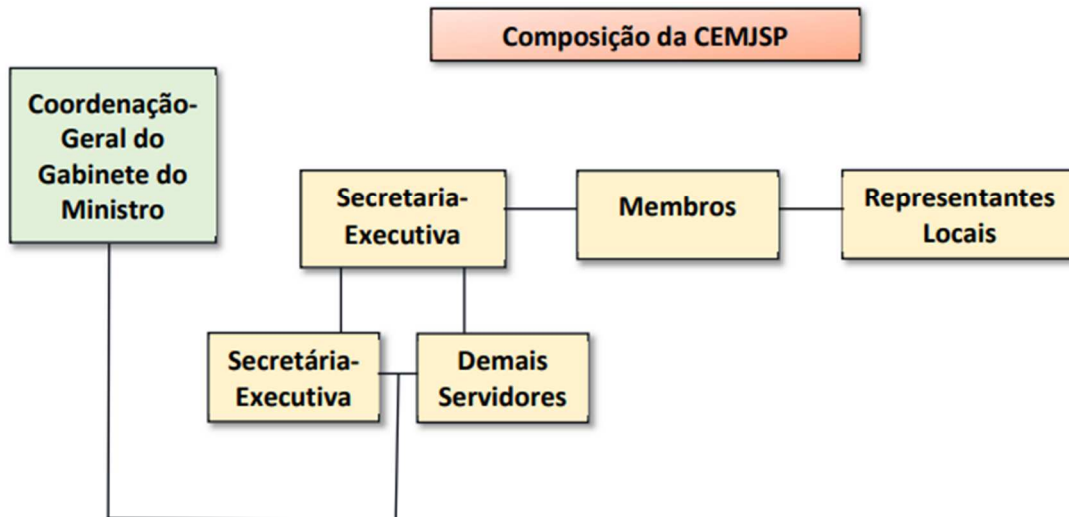 Composição da CEMJSP
Coordenação-
Geral do
Gabinete do
Ministro
Secretaria-
Executiva
Membros
Representantes
Locais
Secretária-
Executiva
Demais
Servidores